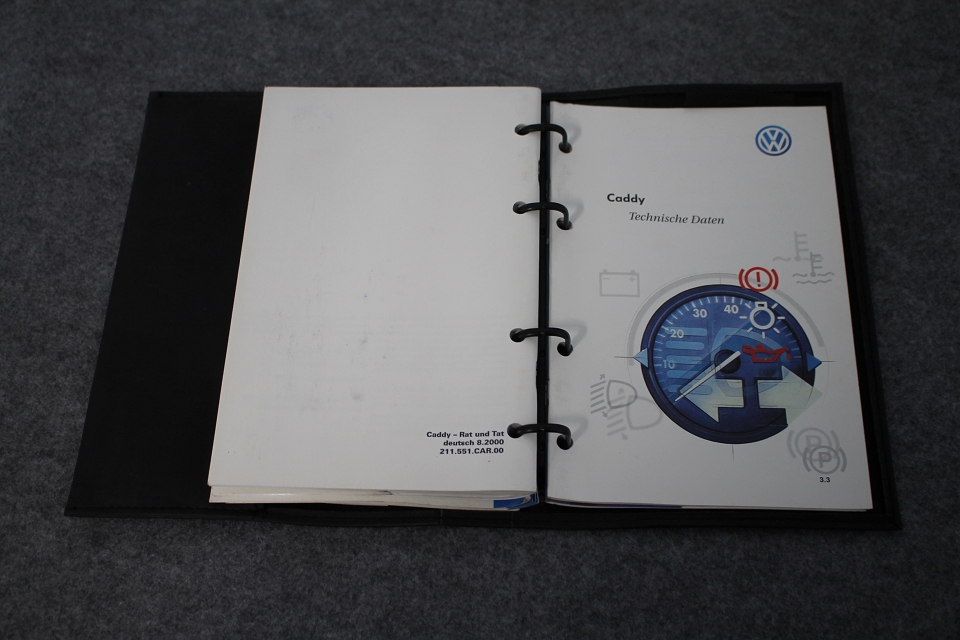 Caddy – Rat und Tat
deutsch 8.2000
211.551.CAR.00
VW
Caddy
Technische Daten
10
20
30
40
P
P
3.3